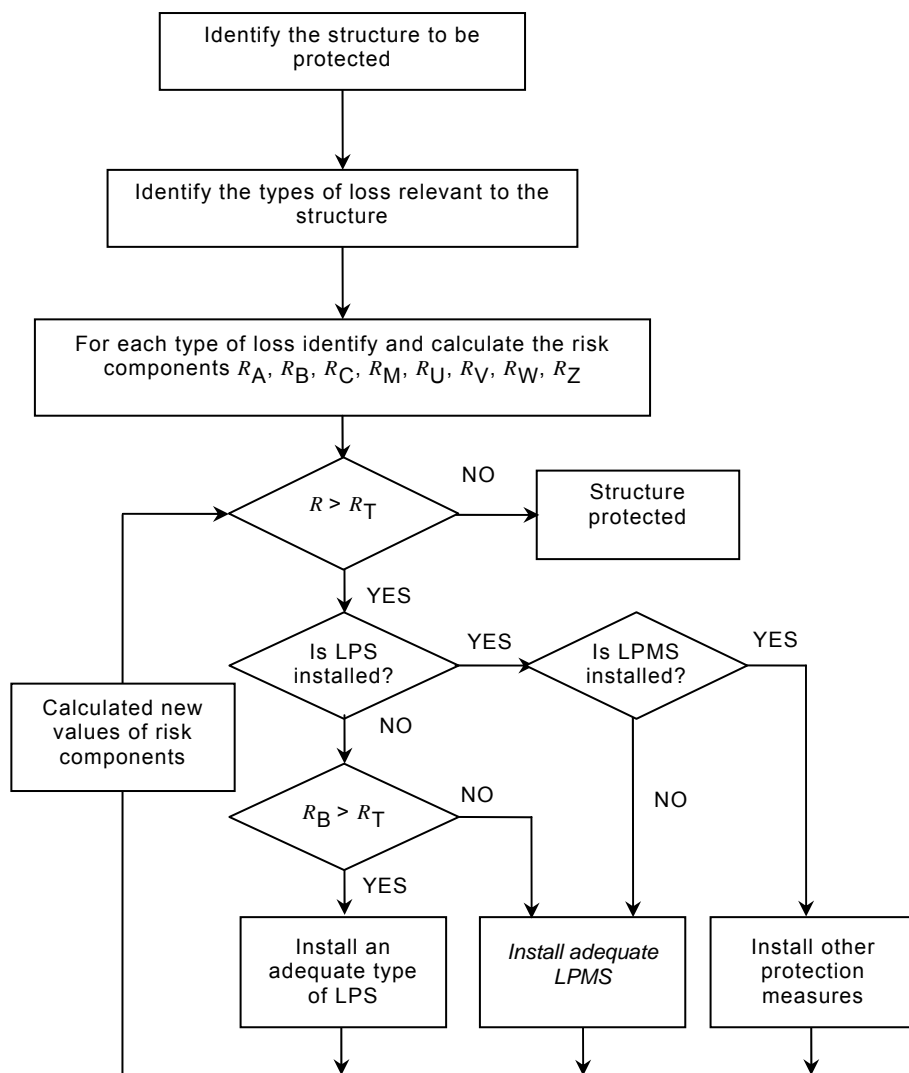 Identify the structure to be
protected
Identify the types of loss relevant to the
structure
For each type of loss identify and calculate the risk
components RA, RB, RC, RM, RU, RV, RW, RZ
R > RT
NO
Structure
protected
YES
Is LPS
installed?
YES
Is LPMS
installed?
YES
Calculated new
values of risk
components
NO
NO
RB > RT
NO
YES
Install an
adequate type
of LPS
Install adequate
LPMS
Install other
protection
measures